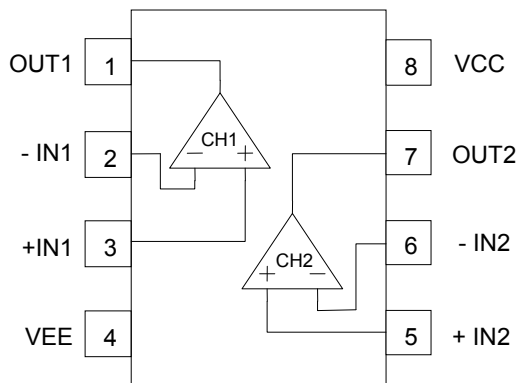 OUT1 1 8 VCC
CH1
- IN1 2 − + 7 OUT2
+IN1 3 6 - IN2
+ − CH2
VEE 4 5 + IN2